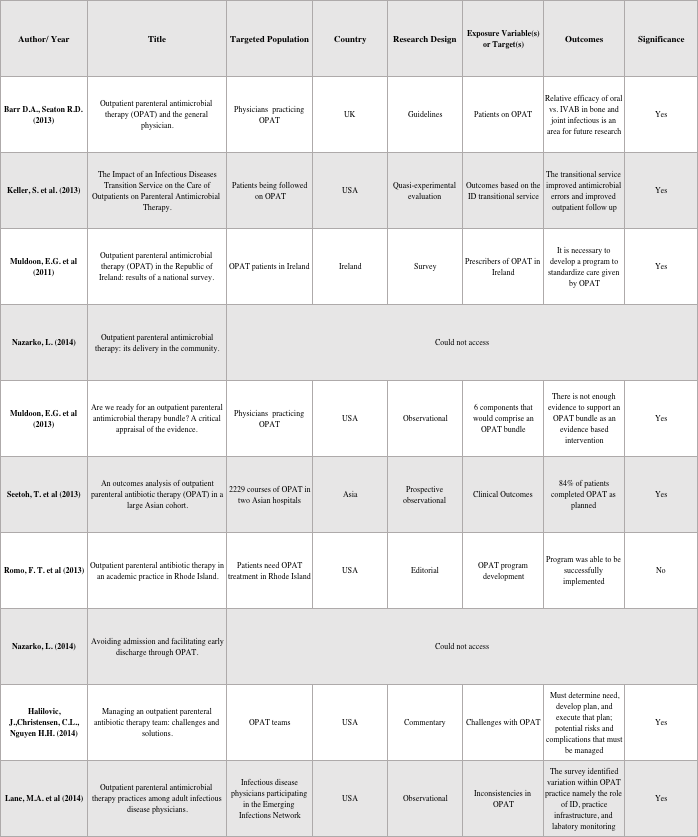 Author/ Year
Title
Targeted Population
Country
Research Design
Exposure Variable(s)
or Target(s)
Outcomes
Significance
Barr D.A., Seaton R.D.
(2013)
Outpatient parenteral antimicrobial
therapy (OPAT) and the general
physician.
Physicians practicing
OPAT
UK
Guidelines
Patients on OPAT
Relative efficacy of oral
vs. IVAB in bone and
joint infectious is an
area for future research
Yes
Keller, S. et al. (2013)
The Impact of an Infectious Diseases
Transition Service on the Care of
Outpatients on Parenteral Antimicrobial
Therapy.
Patients being followed
on OPAT
USA
Quasi-experimental
evaluation
Outcomes based on the
ID transitional service
The transitional service
improved antimicrobial
errors and improved
outpatient follow up
Yes
Muldoon, E.G. et al
(2011)
Outpatient parenteral antimicrobial
therapy (OPAT) in the Republic of
Ireland: results of a national survey.
OPAT patients in Ireland
Ireland
Survey
Prescribers of OPAT in
Ireland
It is necessary to
develop a program to
standardize care given
by OPAT
Yes
Nazarko, L. (2014)
Outpatient parenteral antimicrobial
therapy: its delivery in the community.
Could not access
Muldoon, E.G. et al
(2013)
Are we ready for an outpatient parenteral
antimicrobial therapy bundle? A critical
appraisal of the evidence.
Physicians practicing
OPAT
USA
Observational
6 components that
would comprise an
OPAT bundle
There is not enough
evidence to support an
OPAT bundle as an
evidence based
intervention
Yes
Seetoh, T. et al (2013)
An outcomes analysis of outpatient
parenteral antibiotic therapy (OPAT) in a
large Asian cohort.
2229 courses of OPAT in
two Asian hospitals
Asia
Prospective
observational
Clinical Outcomes
84% of patients
completed OPAT as
planned
Yes
Romo, F. T. et al (2013)
Outpatient parenteral antibiotic therapy in
an academic practice in Rhode Island.
Patients need OPAT
treatment in Rhode Island
USA
Editorial
OPAT program
development
Program was able to be
successfully
implemented
No
Nazarko, L. (2014)
Avoiding admission and facilitating early
discharge through OPAT.
Could not access
Halilovic,
J.,Christensen, C.L.,
Nguyen H.H. (2014)
Managing an outpatient parenteral
antibiotic therapy team: challenges and
solutions.
OPAT teams
USA
Commentary
Challenges with OPAT
Must determine need,
develop plan, and
execute that plan;
potential risks and
complications that must
be managed
Yes
Lane, M.A. et al (2014)
Outpatient parenteral antimicrobial
therapy practices among adult infectious
disease physicians.
Infectious disease
physicians participating
in the Emerging
Infections Network
USA
Observational
Inconsistencies in
OPAT
The survey identified
variation within OPAT
practice namely the role
of ID, practice
infrastructure, and
labatory monitoring
Yes